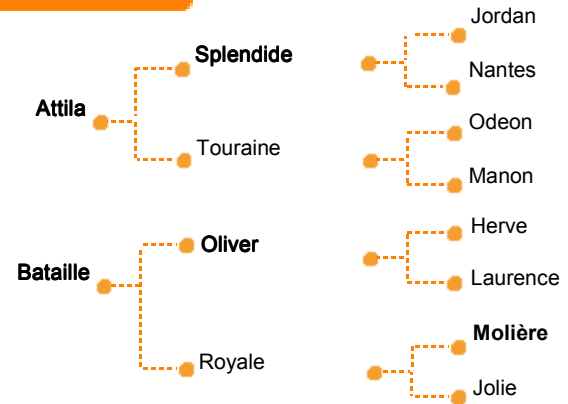 Jordan
Splendide
Nantes
Attila
Odeon
Touraine
Manon
Herve
Oliver
Bataille
Laurence
Molière
Royale
Jolie